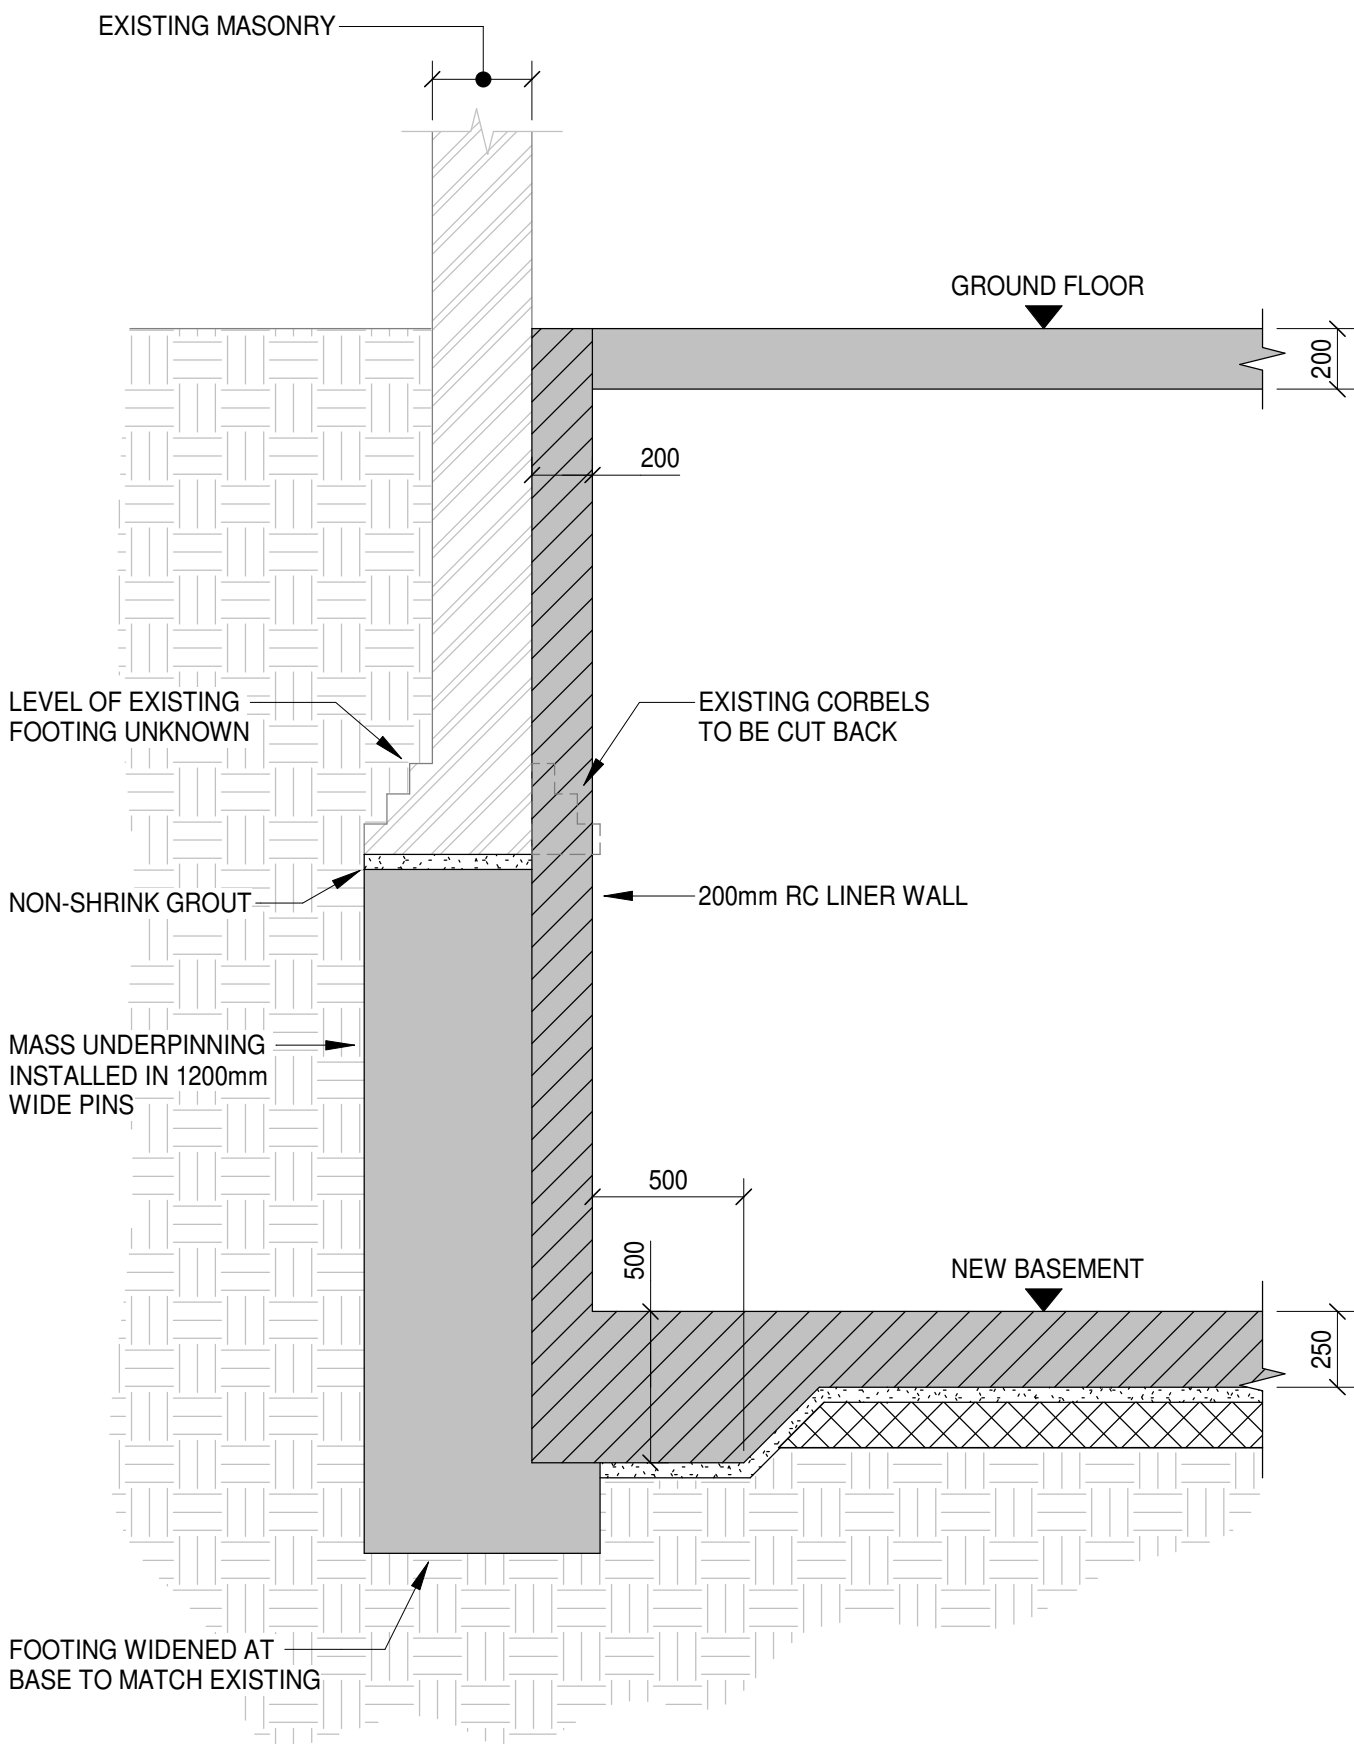 EXISTING MASONRY
GROUND FLOOR
200
200
LEVEL OF EXISTING
FOOTING UNKNOWN
EXISTING CORBELS
TO BE CUT BACK
NON-SHRINK GROUT
200mm RC LINER WALL
MASS UNDERPINNING
INSTALLED IN 1200mm
WIDE PINS
500
500
NEW BASEMENT
250
FOOTING WIDENED AT
BASE TO MATCH EXISTING